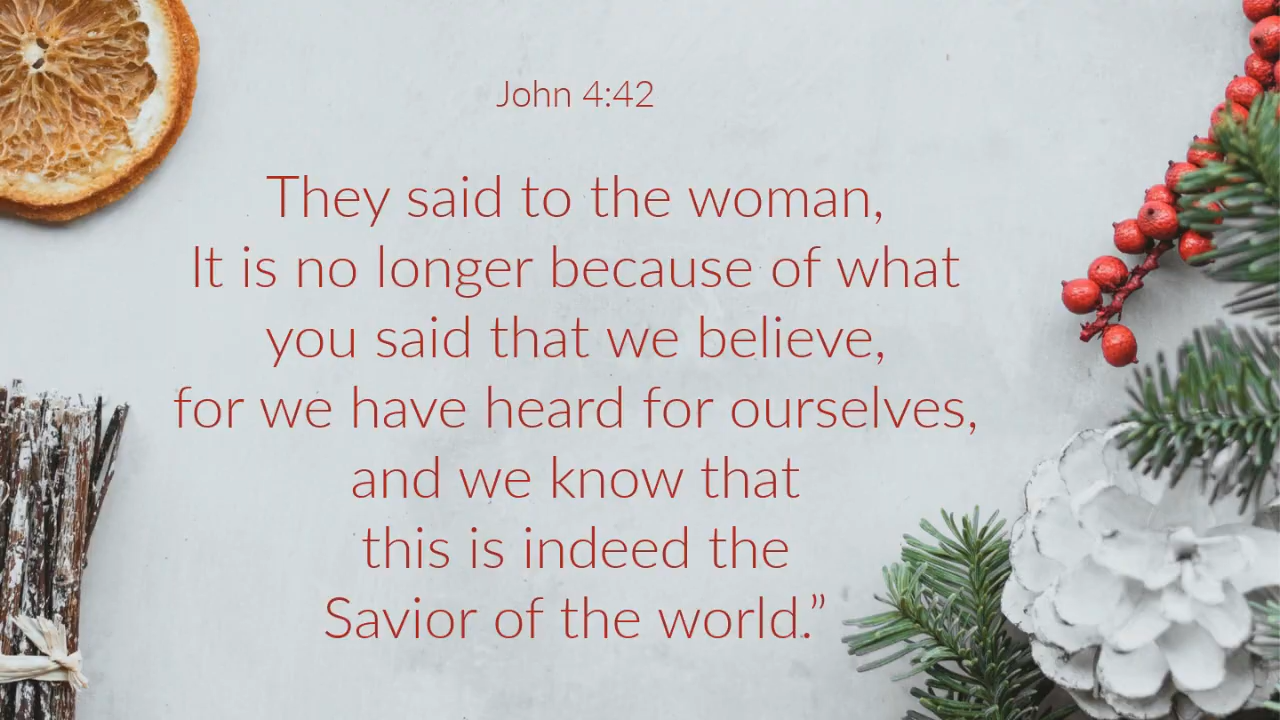 John 4:42
They said to the woman,
It is no longer because of what
you said that we believe,
for we have heard for ourselves,
and we know that
this is indeed the
Savior of the world.”